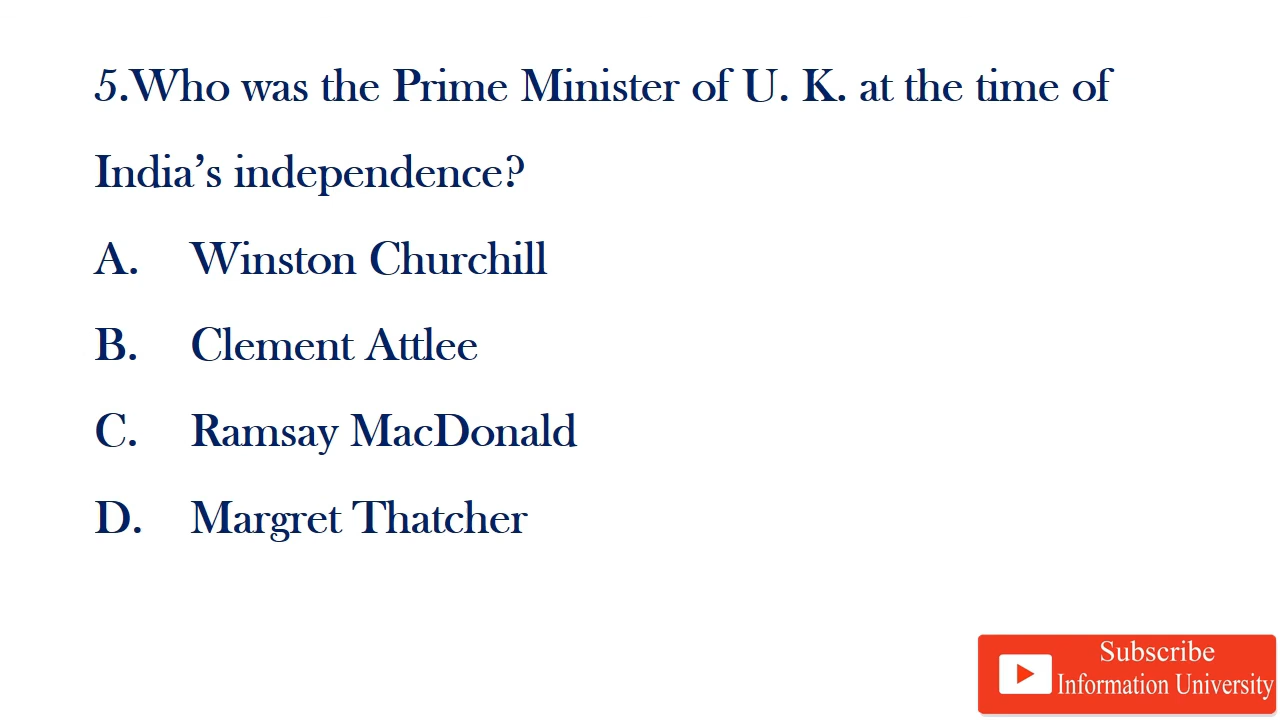 5.Who was the Prime Minister of U. K. at the time of
India’s independence?
A. Winston Churchill
B. Clement Attlee
C. Ramsay MacDonald
D. Margret Thatcher
Subscribe
Information University